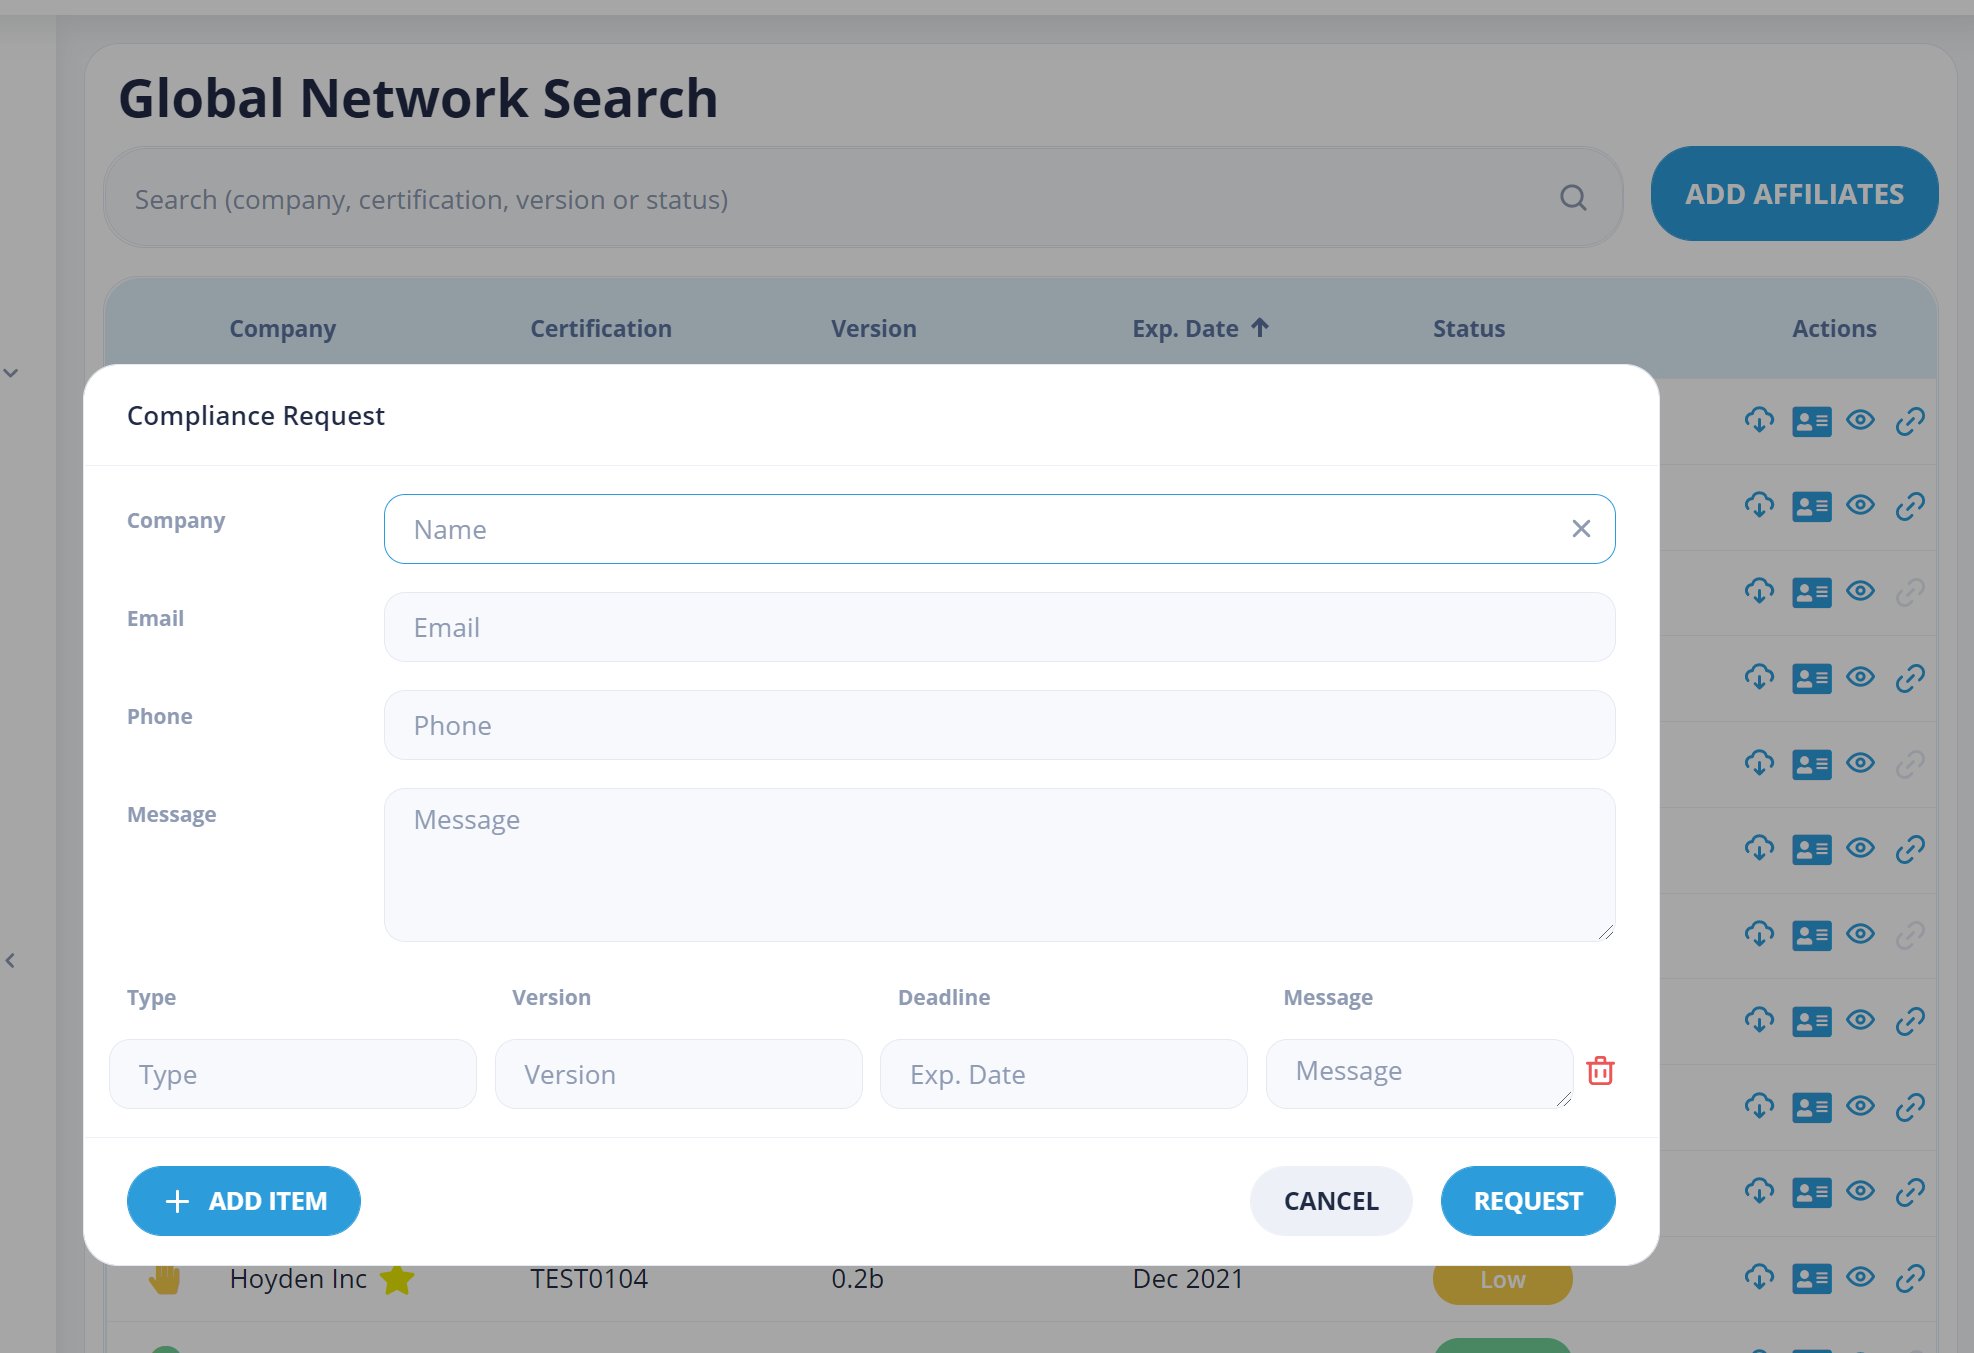 Global Network Search
Search (company, certification, version or status)
ADD AFFILIATES
Company Certification Version Exp. Date Status Actions
Compliance Request
Company Name
Email Email
Phone Phone
Message Message
Type Version Deadline Message
Type Version Exp. Date Message
ADD ITEM CANCEL REQUEST
Hoyden Inc TEST0104 0.2b Dec 2021 Low